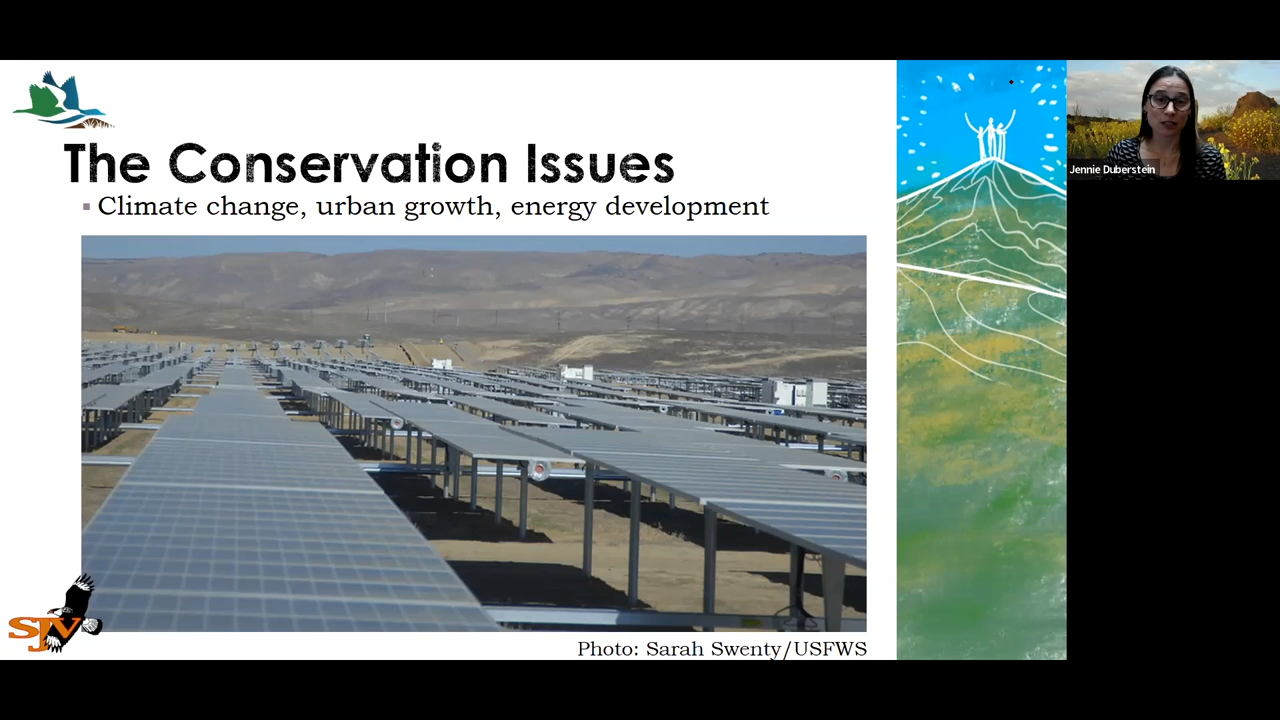 The Conservation Issues
▪ Climate change, urban growth, energy development
Jennie Duberstein
SJV
Photo: Sarah Swenty/USFWS